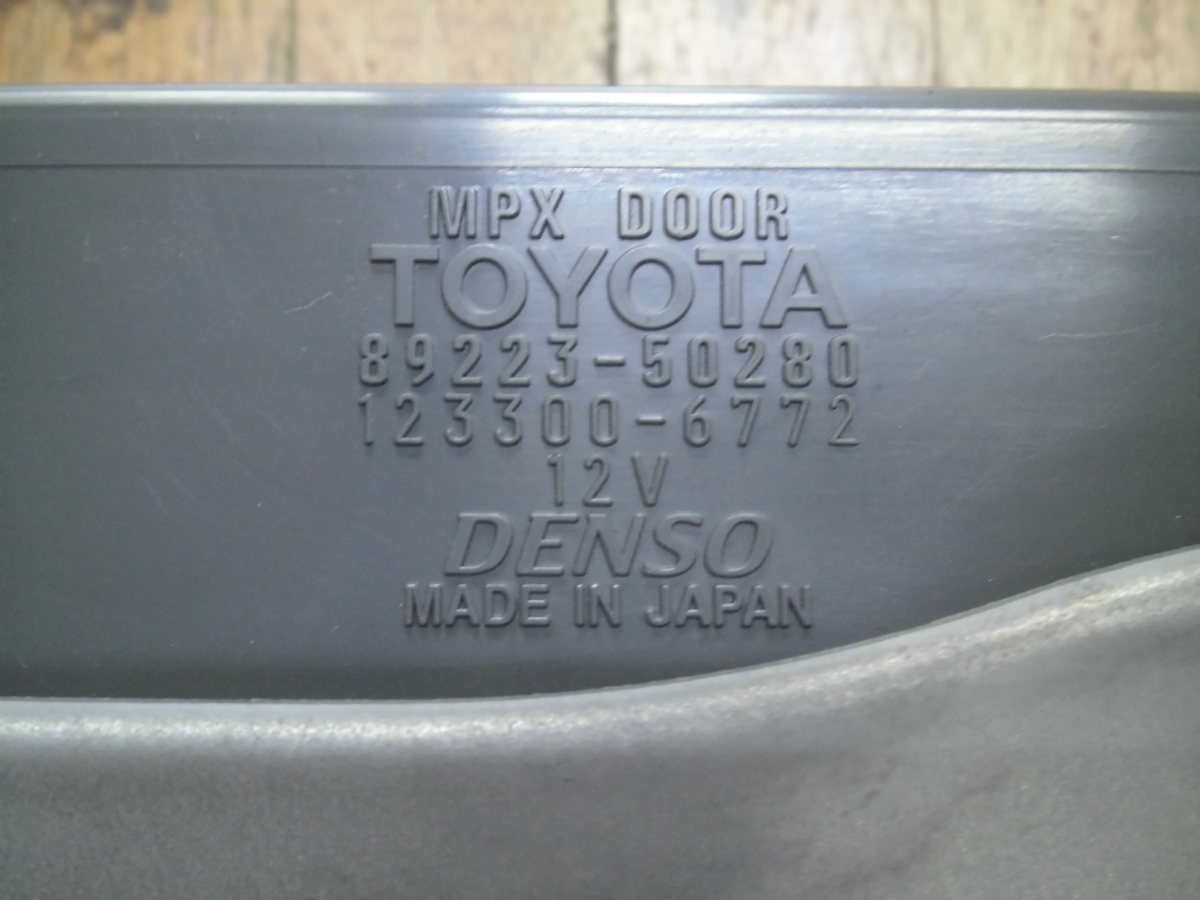 MPX DOOR
TOYOTA
89223-50280
123300-6772
12V
DENSO
MADE IN JAPAN